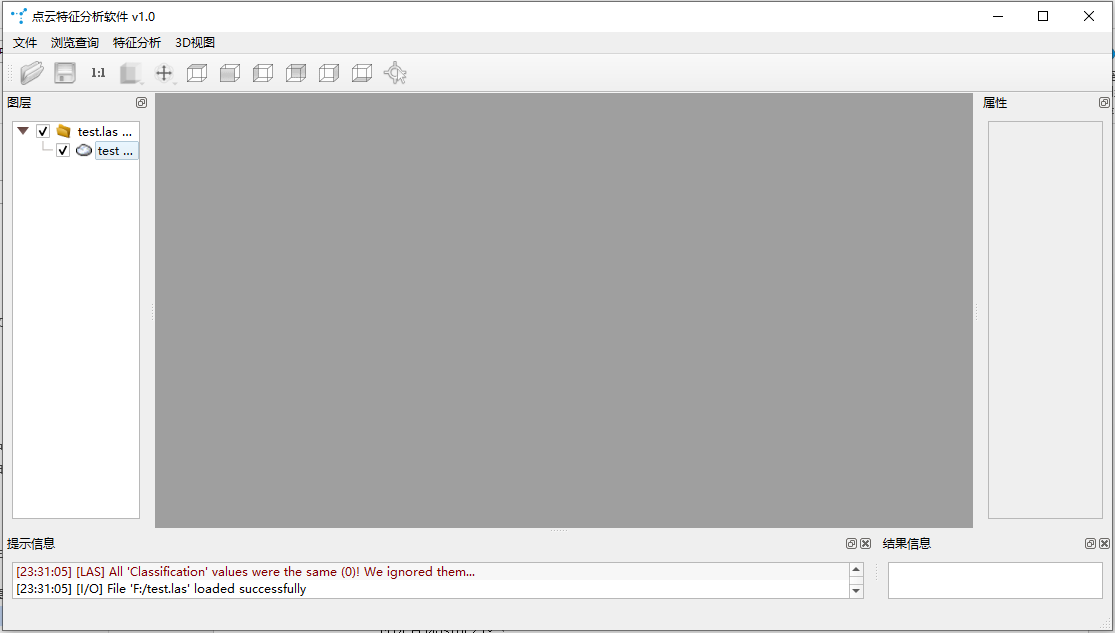 点云特征分析软件 v1.0
文件 浏览查询 特征分析 3D视图
1:1
图层
属性
test.las ...
test ...
提示信息
结果信息
[23:31:05] [LAS] All 'Classification' values were the same (0)! We ignored them...
[23:31:05] [I/O] File 'F:/test.las' loaded successfully